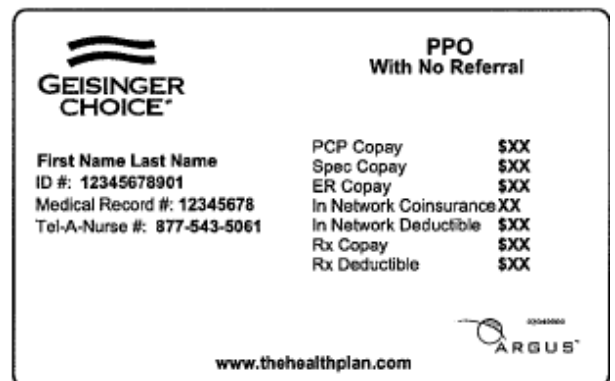 GEISINGER
CHOICE
PPO
With No Referral
First Name Last Name
ID #: 12345678901
Medical Record #: 12345678
Tel-A-Nurse #: 877-543-5061
PCP Copay $XX
Spec Copay $XX
ER Copay $XX
In Network Coinsurance XX
In Network Deductible $XX
Rx Copay $XX
Rx Deductible $XX
ARGUS
www.thehealthplan.com